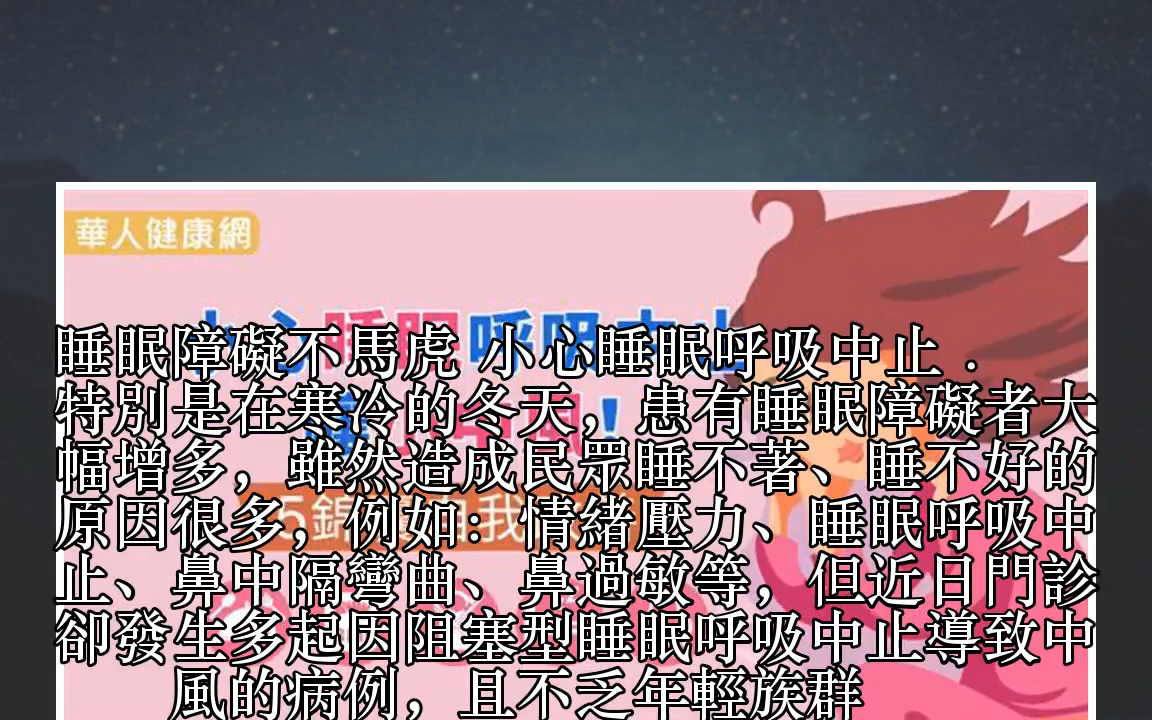 華人健康網
睡眠障礙不馬虎 小心睡眠呼吸中止．
特別是在寒冷的冬天，患有睡眠障礙者大
幅增多，雖然造成民眾睡不著、睡不好的
原因很多，例如：情緒壓力、睡眠呼吸中
止、鼻中隔彎曲、鼻過敏等，但近日門診
卻發生多起因阻塞型睡眠呼吸中止導致中
風的病例，且不乏年輕族群